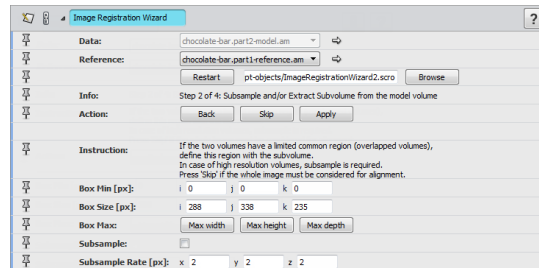 Image Registration Wizard ?
Data: chocolate-bar.part2-model.am
Reference: chocolate-bar.part1-reference.am
Restart pt-objects/ImageRegistrationWizard2.scro Browse
Info: Step 2 of 4: Subsample and/or Extract Subvolume from the model volume
Action: Back Skip Apply
Instruction: If the two volumes have a limited common region (overlapped volumes),
define this region with the subvolume.
In case of high resolution volumes, subsample is required.
Press 'Skip' if the whole image must be considered for alignment.
Box Min [px]: i 0 j 0 k 0
Box Size [px]: i 288 j 338 k 235
Box Max: Max width Max height Max depth
Subsample:
Subsample Rate [px]: x 2 y 2 z 2